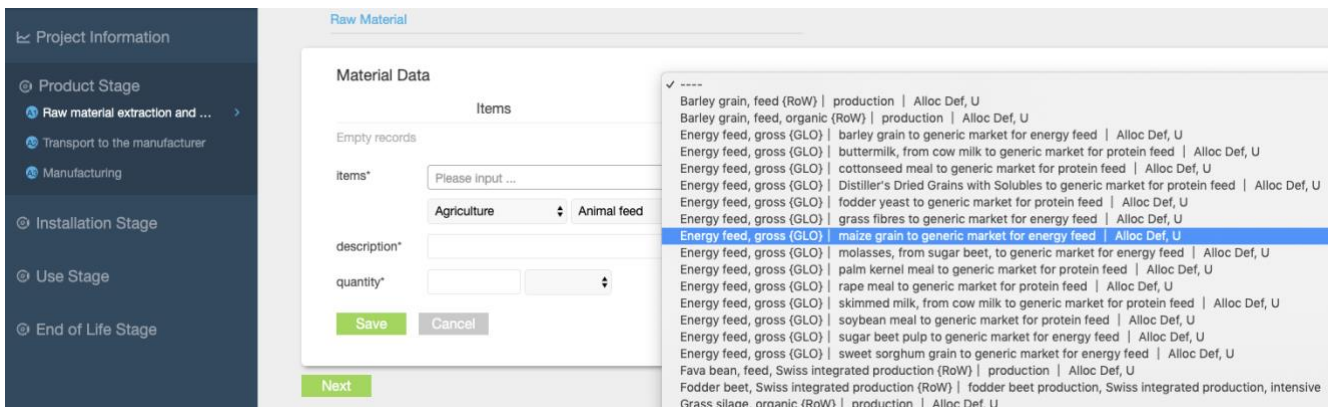 Project Information
Product Stage
Raw material extraction and ...
Transport to the manufacturer
Manufacturing
Installation Stage
Use Stage
End of Life Stage
Raw Material
Material Data
Items
Empty records
items*
Please input ...
Agriculture
Animal feed
description*
quantity*
Save
Cancel
Next
✓ ----
Barley grain, feed {RoW} | production | Alloc Def, U
Barley grain, feed, organic {RoW} | production | Alloc Def, U
Energy feed, gross {GLO} | barley grain to generic market for energy feed | Alloc Def, U
Energy feed, gross {GLO} | buttermilk, from cow milk to generic market for protein feed | Alloc Def, U
Energy feed, gross {GLO} | cottonseed meal to generic market for protein feed | Alloc Def, U
Energy feed, gross {GLO} | Distiller's Dried Grains with Solubles to generic market for protein feed | Alloc Def, U
Energy feed, gross {GLO} | fodder yeast to generic market for protein feed | Alloc Def, U
Energy feed, gross {GLO} | grass fibres to generic market for energy feed | Alloc Def, U
Energy feed, gross {GLO} | maize grain to generic market for energy feed | Alloc Def, U
Energy feed, gross {GLO} | molasses, from sugar beet, to generic market for energy feed | Alloc Def, U
Energy feed, gross {GLO} | palm kernel meal to generic market for protein feed | Alloc Def, U
Energy feed, gross {GLO} | rape meal to generic market for protein feed | Alloc Def, U
Energy feed, gross {GLO} | skimmed milk, from cow milk to generic market for protein feed | Alloc Def, U
Energy feed, gross {GLO} | soybean meal to generic market for protein feed | Alloc Def, U
Energy feed, gross {GLO} | sugar beet pulp to generic market for energy feed | Alloc Def, U
Energy feed, gross {GLO} | sweet sorghum grain to generic market for energy feed | Alloc Def, U
Fava bean, feed, Swiss integrated production {RoW} | production | Alloc Def, U
Fodder beet, Swiss integrated production {RoW} | fodder beet production, Swiss integrated production, intensive
Grass silage, organic {RoW} | production | Alloc Def, U